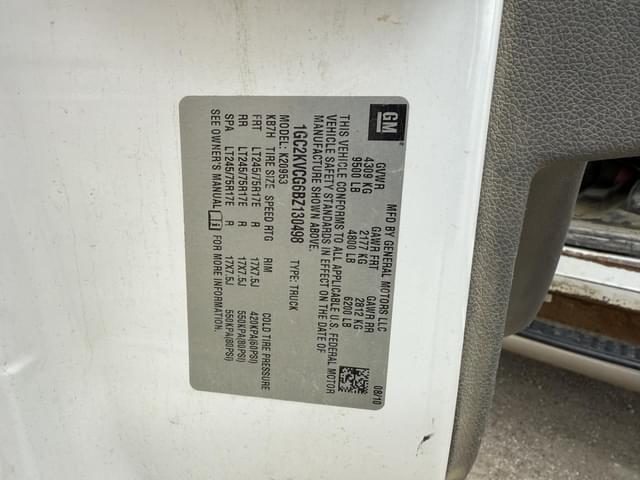 GM
MFD BY GENERAL MOTORS LLC 08/10
GVWR GAWR FRT GAWR RR
4309 KG 2177 KG 2812 KG
9500 LB 4800 LB 6200 LB
THIS VEHICLE CONFORMS TO ALL APPLICABLE U.S. FEDERAL MOTOR
VEHICLE SAFETY STANDARDS IN EFFECT ON THE DATE OF
MANUFACTURE SHOWN ABOVE.
1GC2KVCG6BZ130498 TYPE: TRUCK
MODEL: K20953
KB7H TIRE SIZE SPEED RTG RIM COLD TIRE PRESSURE
FRT LT245/75R17E R 17X7.5J 420KPA(60PSI)
RR LT245/75R17E R 17X7.5J 550KPA(80PSI)
SPA LT245/75R17E R 17X7.5J 550KPA(80PSI)
SEE OWNER'S MANUAL FOR MORE INFORMATION.